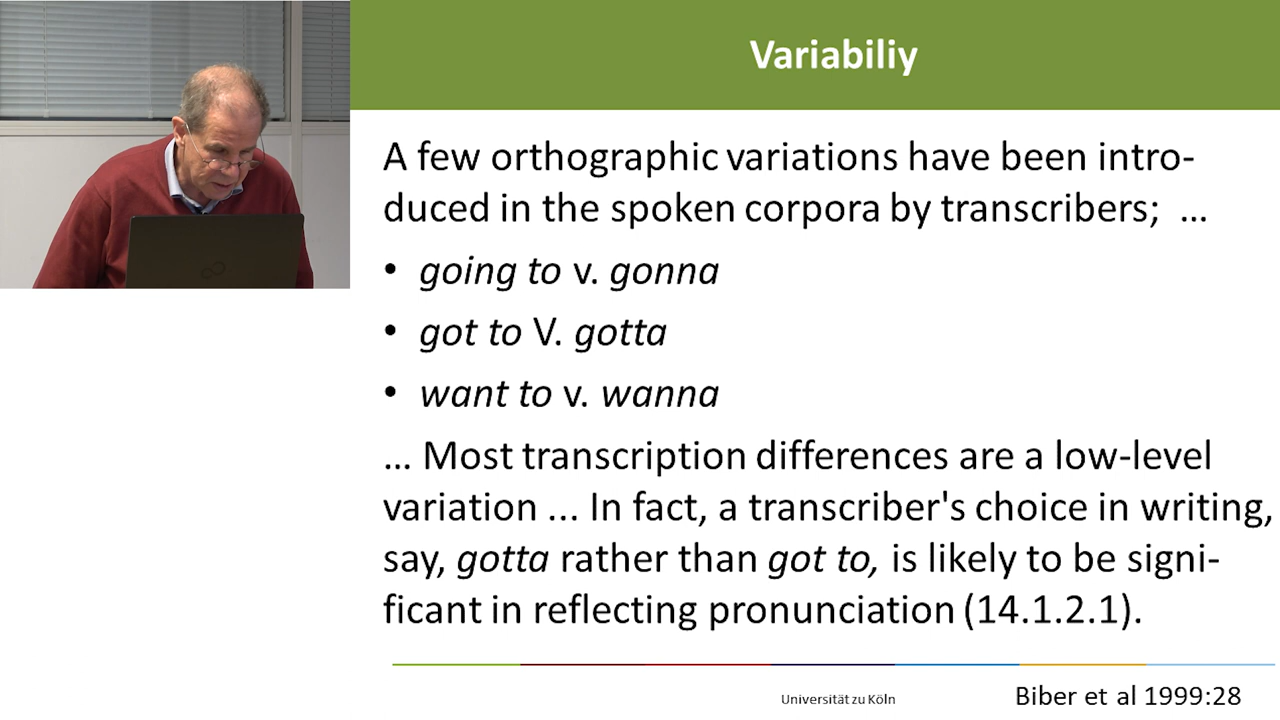 Variabiliy
A few orthographic variations have been intro-
duced in the spoken corpora by transcribers; ...
• going to v. gonna
• got to V. gotta
• want to v. wanna
... Most transcription differences are a low-level
variation ... In fact, a transcriber's choice in writing,
say, gotta rather than got to, is likely to be signi-
ficant in reflecting pronunciation (14.1.2.1).
Universität zu Köln
Biber et al 1999:28